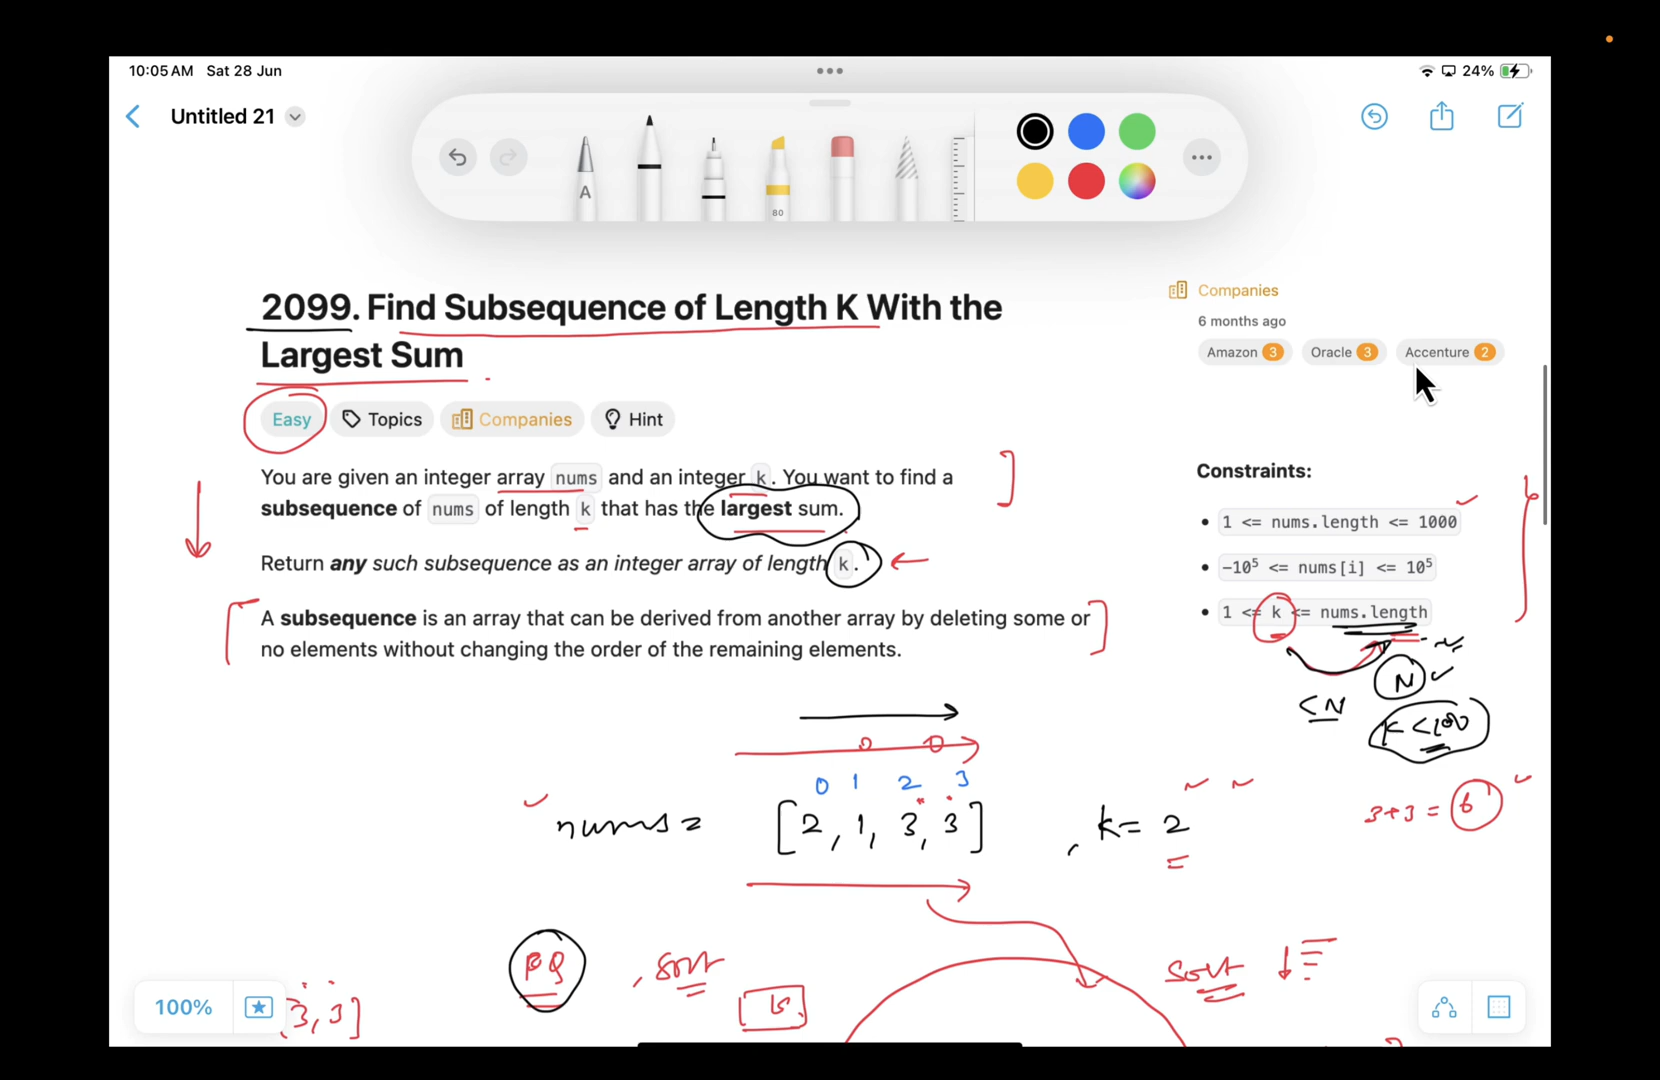 10:05 AM Sat 28 Jun
24%
Untitled 21
A
80
2099. Find Subsequence of Length K With the
Largest Sum
Easy Topics Companies Hint
You are given an integer array nums and an integer k. You want to find a
subsequence of nums of length k that has the largest sum.
Return any such subsequence as an integer array of length k.
A subsequence is an array that can be derived from another array by deleting some or
no elements without changing the order of the remaining elements.
Companies
6 months ago
Amazon 3 Oracle 3 Accenture 2
Constraints:
1 <= nums.length <= 1000
-10⁵ <= nums[i] <= 10⁵
1 <= k <= nums.length
N
<N
K <100
0 1 2 3
nums = [2, 1, 3, 3] , k= 2
3+3 = 6
PQ , sort
sort
100%
3, 3]